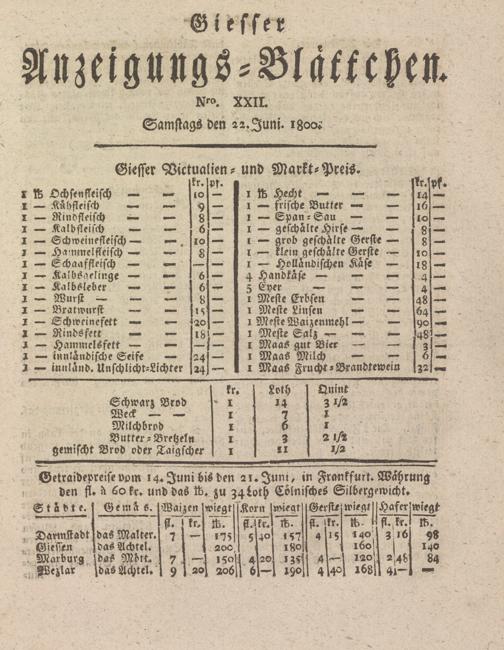 Giesser
Anzeigungs-Blättchen.
Nro. XXII.
Samstags den 22. Juni. 1800.
Giesser Victualien- und Markt-Preis.
kr. pf.
1 ℔ Ochsenfleisch — 10 —
1 — Kühfleisch — 9 —
1 — Rindfleisch — 8 —
1 — Kalbfleisch — 6 —
1 — Schweinefleisch — 10 —
1 — Hammelfleisch — 8 —
1 — Schaaffleisch — — —
1 — Kalbsgelinge — 6 —
1 — Kalbsleber — 6 —
1 — Wurst — 8 —
1 — Bratwurst — 15 —
1 — Schweinefett — 20 —
1 — Rindsfett — 18 —
1 — Hammelsfett — — —
1 — innländische Seife — 24 —
1 — innländ. Unschlicht-Lichter 24 —
kr. pf.
1 ℔ Hecht — — 14 —
1 — frische Butter — 16 —
1 — Span-Sau — 10 —
1 — geschälte Hirse — 8 —
1 — grob geschälte Gerste — 8 —
1 — klein geschälte Gerste — 10 —
1 — Holländischen Käse 18 —
4 Handkäse — — 4 —
5 Eyer — — 4 —
1 Meste Erbsen 48 —
1 Meste Linsen 64 —
1 Meste Waizenmehl 90 —
1 Meste Salz — 48 —
1 Maas gut Bier — 3 —
1 Maas Milch — 6 —
1 Maas Frucht-Brandtewein 32 —
kr. Loth Quint
Schwarz Brod 1 14 3 1/2
Weck — — 1 7 1
Milchbrod 1 6 1
Butter-Bretzeln 1 3 2 1/2
gemischt Brod oder Taigscher 1 11 1/2
Getraidepreise vom 14. Juni bis den 21. Juni, in Frankfurt. Währung
den fl. à 60 kr. und das ℔. zu 34 Loth Cölnisches Silbergewicht.
Städte. Gemäs. Waizen wiegt Korn wiegt Gerste wiegt Hafer wiegt
fl. kr. ℔. fl. kr. ℔. fl. kr. ℔. fl. kr. ℔.
Darmstadt das Malter. 7 — 175 5 40 157 4 15 140 3 16 98
Giessen das Achtel. 200 180 160 140
Marburg das Mött. 7 — 150 4 20 135 4 — 120 2 48 84
Wezlar das Achtel. 9 20 206 6 — 190 4 40 168 4 — —